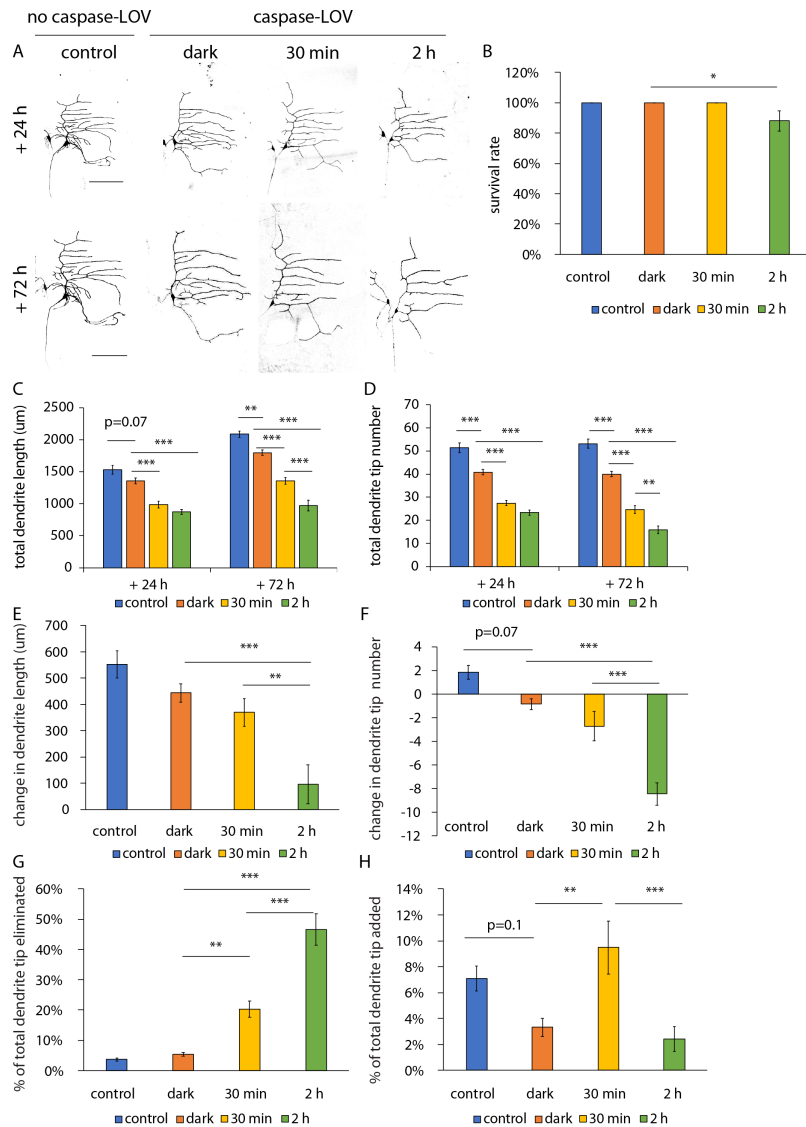 no caspase-LOV
caspase-LOV
A
control
dark
30 min
2 h
+ 24 h
+ 72 h
B
survival rate
120%
100%
80%
60%
40%
20%
0%
*
control
dark
30 min
2 h
control dark 30 min 2 h
C
total dendrite length (um)
2500
2000
1500
1000
500
0
p=0.07
***
***
**
***
***
***
+ 24 h
+ 72 h
control dark 30 min 2 h
D
total dendrite tip number
70
60
50
40
30
20
10
0
***
***
***
***
***
***
**
+ 24 h
+ 72 h
control dark 30 min 2 h
E
change in dendrite length (um)
700
600
500
400
300
200
100
0
***
**
control
dark
30 min
2 h
control dark 30 min 2 h
F
change in dendrite tip number
4
2
0
-2
-4
-6
-8
-10
-12
p=0.07
***
***
control
dark
30 min
2 h
control dark 30 min 2 h
G
% of total dendrite tip eliminated
60%
50%
40%
30%
20%
10%
0%
***
***
**
control
dark
30 min
2 h
control dark 30 min 2 h
H
% of total dendrite tip added
14%
12%
10%
8%
6%
4%
2%
0%
p=0.1
**
***
control
dark
30 min
2 h
control dark 30 min 2 h